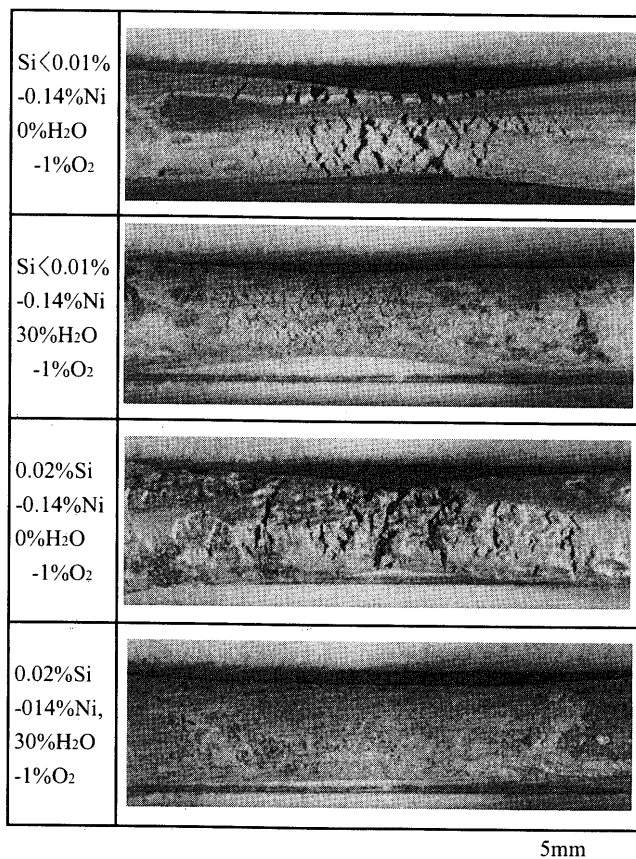 Si<0.01%
-0.14%Ni
0%H₂O
-1%O₂
Si<0.01%
-0.14%Ni
30%H₂O
-1%O₂
0.02%Si
-0.14%Ni
0%H₂O
-1%O₂
0.02%Si
-014%Ni,
30%H₂O
-1%O₂
5mm